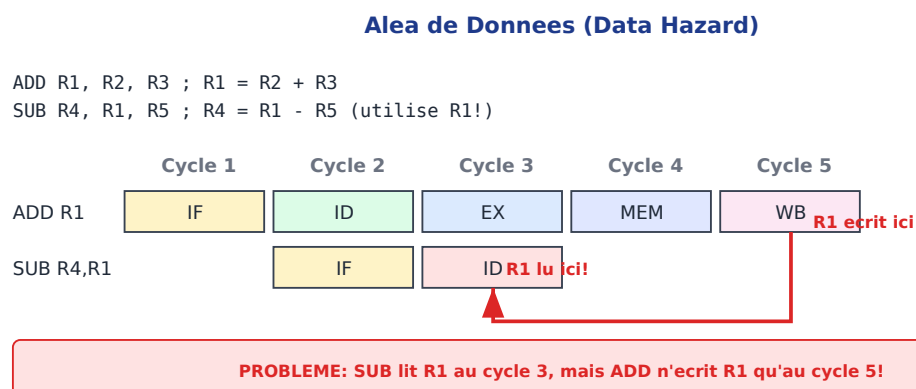 Alea de Donnees (Data Hazard)
ADD R1, R2, R3 ; R1 = R2 + R3
SUB R4, R1, R5 ; R4 = R1 - R5 (utilise R1!)
Cycle 1 Cycle 2 Cycle 3 Cycle 4 Cycle 5
ADD R1 IF ID EX MEM WB
R1 ecrit ici
SUB R4,R1 IF ID R1 lu ici!
PROBLEME: SUB lit R1 au cycle 3, mais ADD n'ecrit R1 qu'au cycle 5!